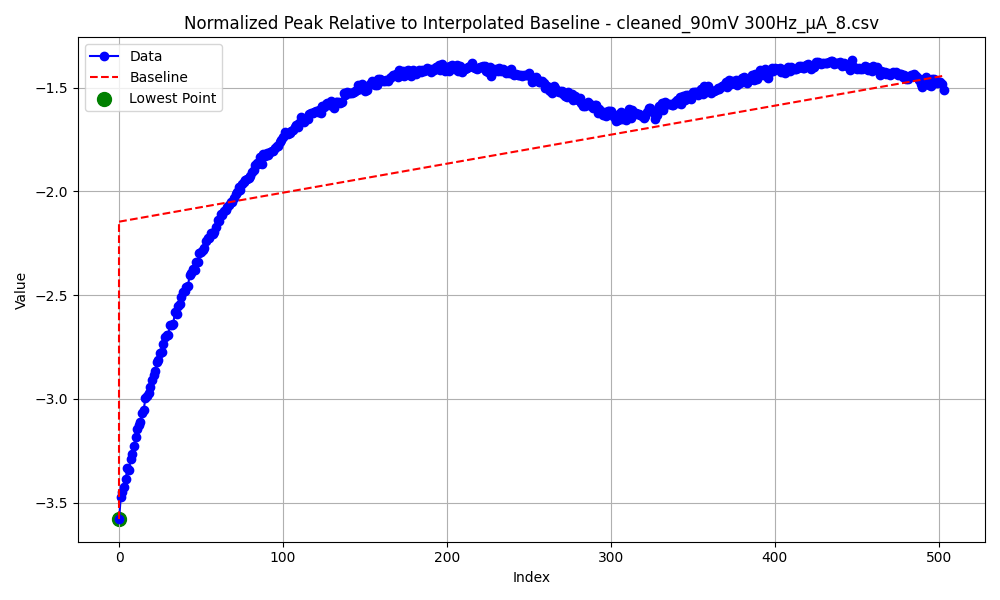 Normalized Peak Relative to Interpolated Baseline - cleaned_90mV 300Hz_μA_8.csv
Data
Baseline
Lowest Point
Value
−1.5
−2.0
−2.5
−3.0
−3.5
0
100
200
300
400
500
Index